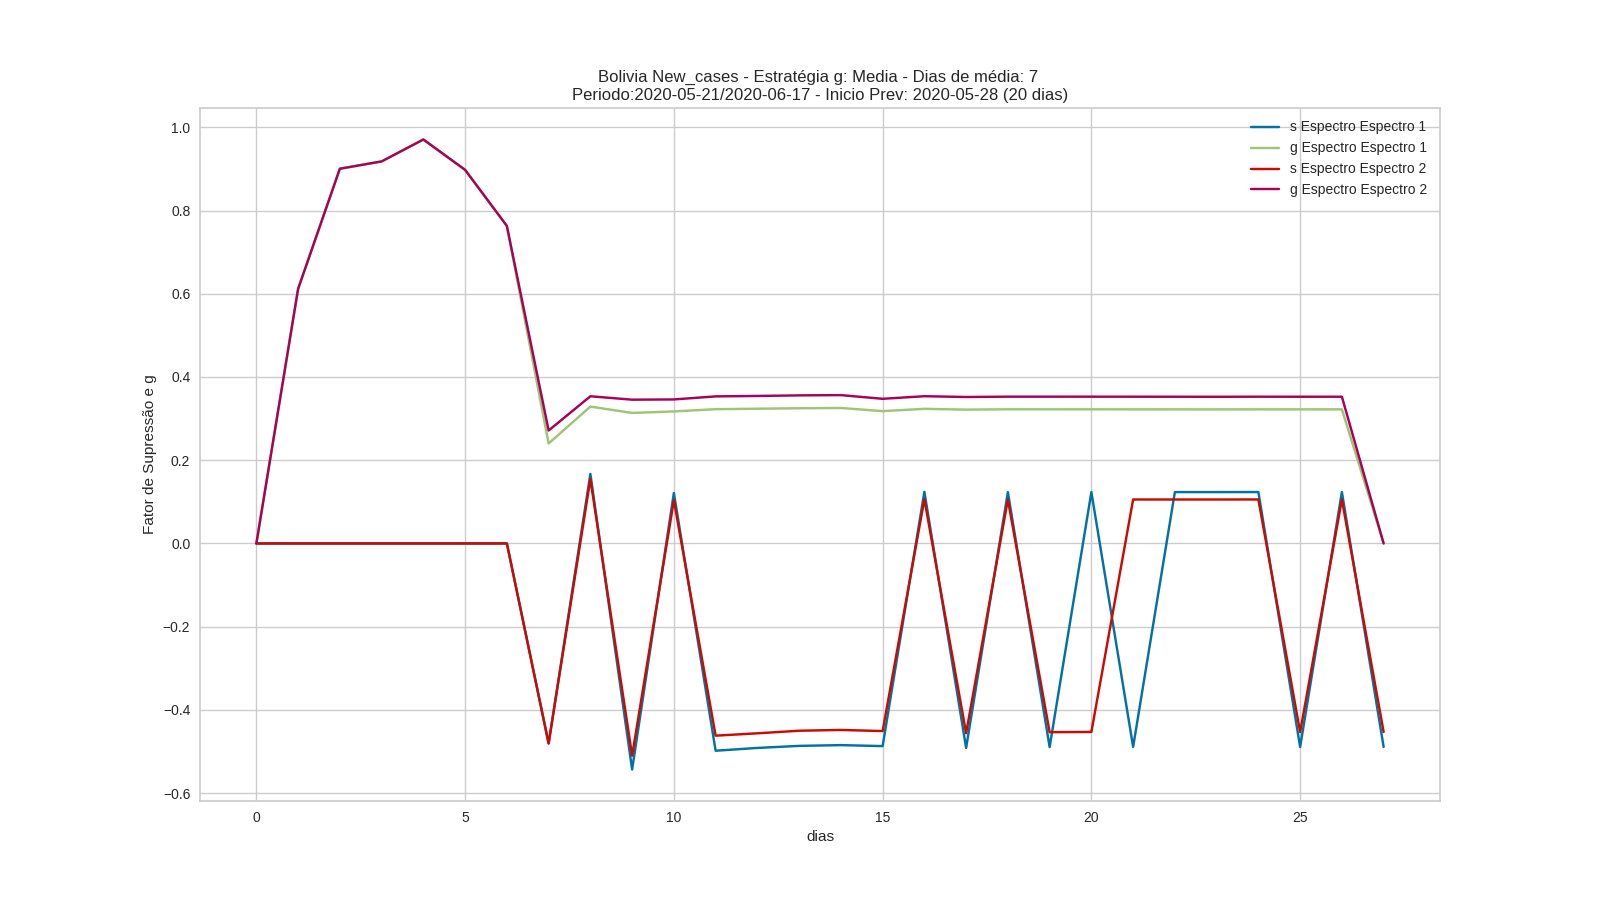 Bolivia New_cases - Estratégia g: Media - Dias de média: 7
Periodo:2020-05-21/2020-06-17 - Inicio Prev: 2020-05-28 (20 dias)
s Espectro Espectro 1
g Espectro Espectro 1
s Espectro Espectro 2
g Espectro Espectro 2
Fator de Supressão e g
1.0
0.8
0.6
0.4
0.2
0.0
−0.2
−0.4
−0.6
0 5 10 15 20 25
dias